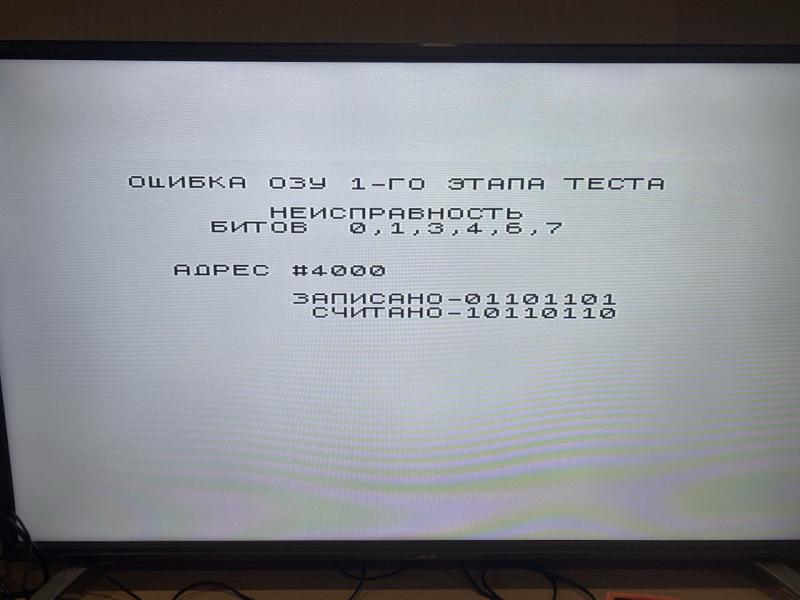 ОШИБКА ОЗУ 1-ГО ЭТАПА ТЕСТА
НЕИСПРАВНОСТЬ
БИТОВ 0,1,3,4,6,7
АДРЕС #4000
ЗАПИСАНО-01101101
СЧИТАНО-10110110